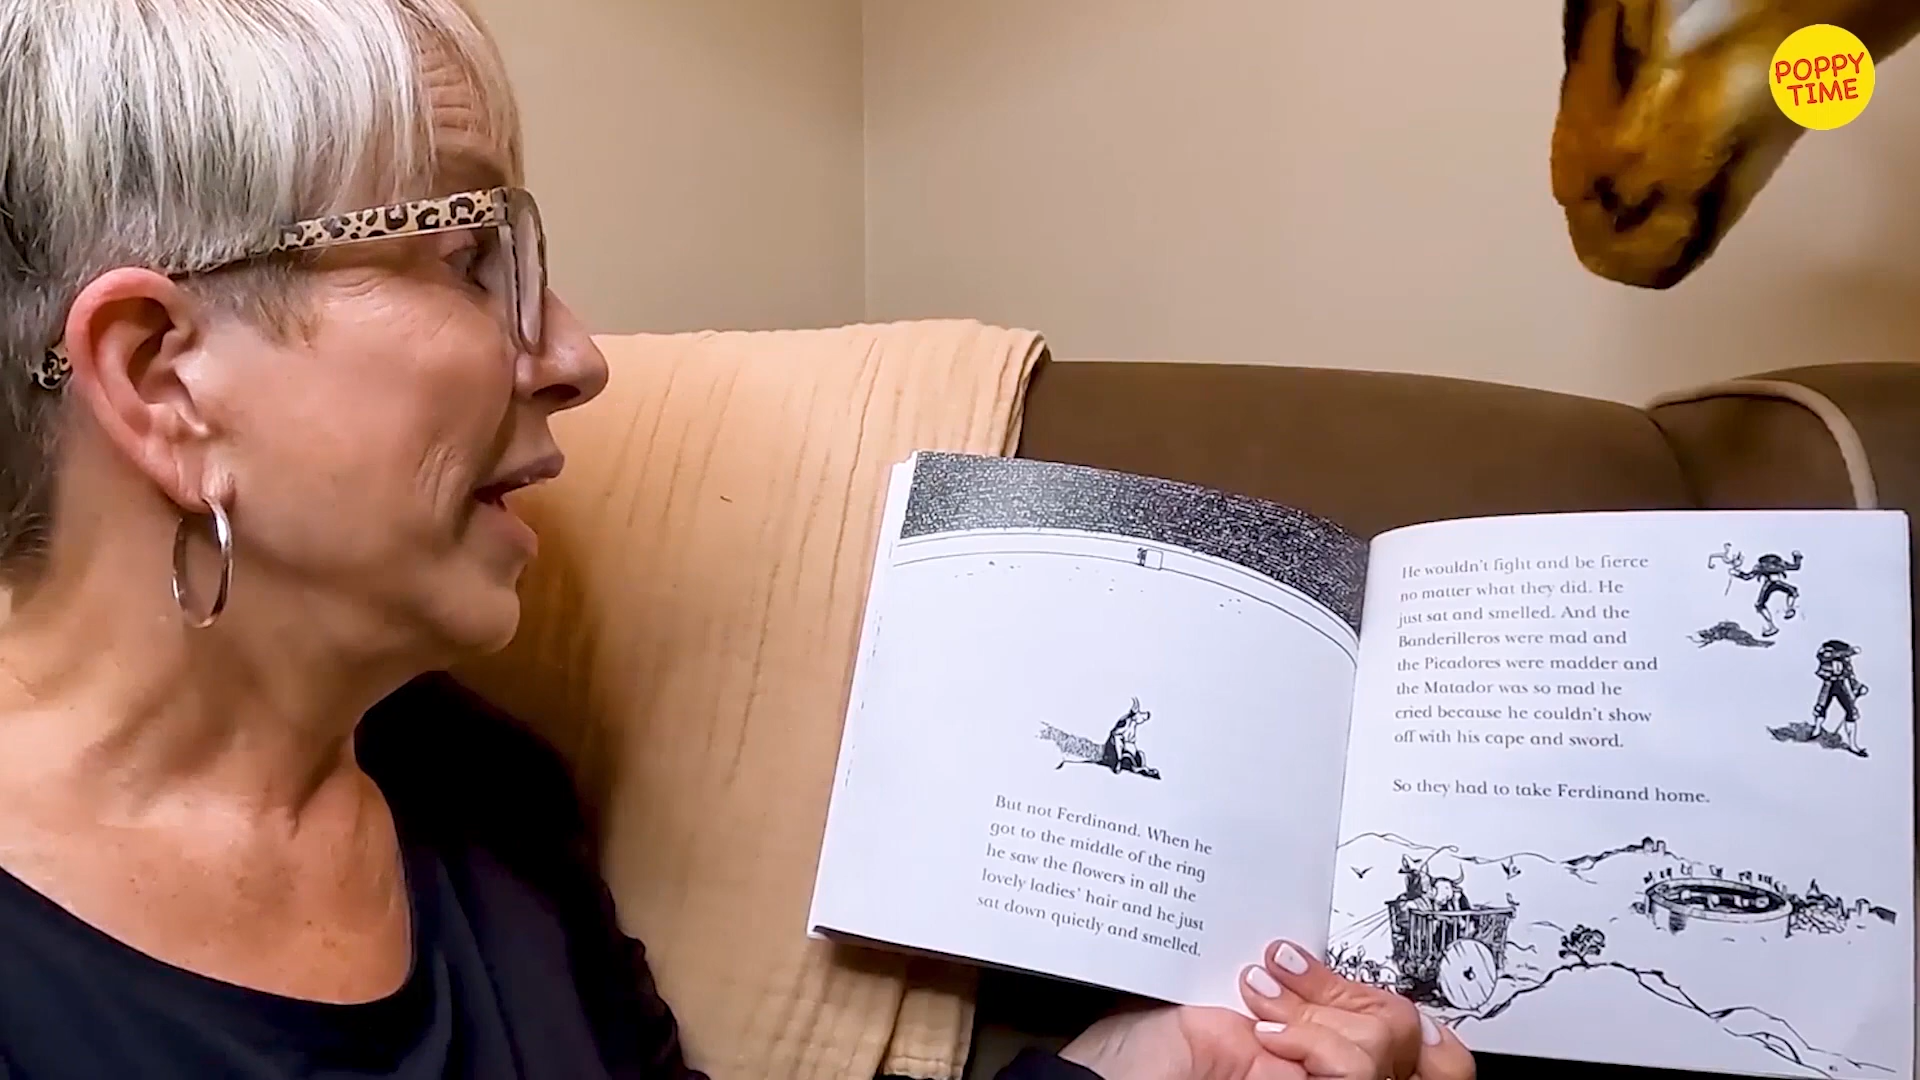 POPPY
TIME
But not Ferdinand. When he
got to the middle of the ring
he saw the flowers in all the
lovely ladies' hair and he just
sat down quietly and smelled.
He wouldn't fight and be fierce
no matter what they did. He
just sat and smelled. And the
Banderilleros were mad and
the Picadores were madder and
the Matador was so mad he
cried because he couldn't show
off with his cape and sword.
So they had to take Ferdinand home.